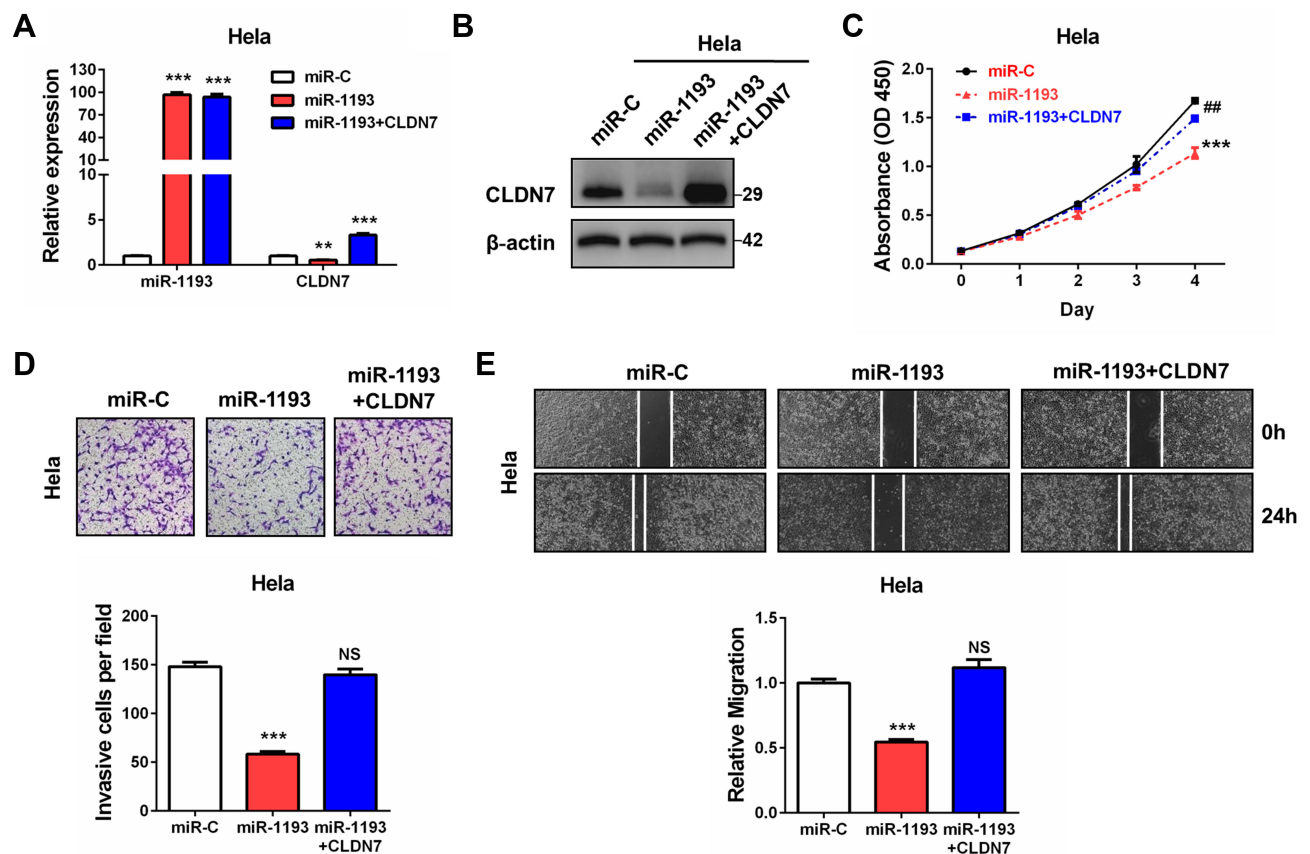 A
Hela
Relative expression
130
100
70
40
10
10
5
0
***
***
**
***
miR-1193
CLDN7
miR-C
miR-1193
miR-1193+CLDN7
B
Hela
miR-C
miR-1193
miR-1193
+CLDN7
CLDN7
29
β-actin
42
C
Hela
Absorbance (OD 450)
2.0
1.5
1.0
0.5
0.0
miR-C
miR-1193
miR-1193+CLDN7
##
***
0
1
2
3
4
Day
D
miR-C
miR-1193
miR-1193
+CLDN7
Hela
Hela
Invasive cells per field
200
150
100
50
0
***
NS
miR-C
miR-1193
miR-1193
+CLDN7
E
miR-C
miR-1193
miR-1193+CLDN7
Hela
0h
24h
Hela
Relative Migration
1.5
1.0
0.5
0.0
***
NS
miR-C
miR-1193
miR-1193
+CLDN7